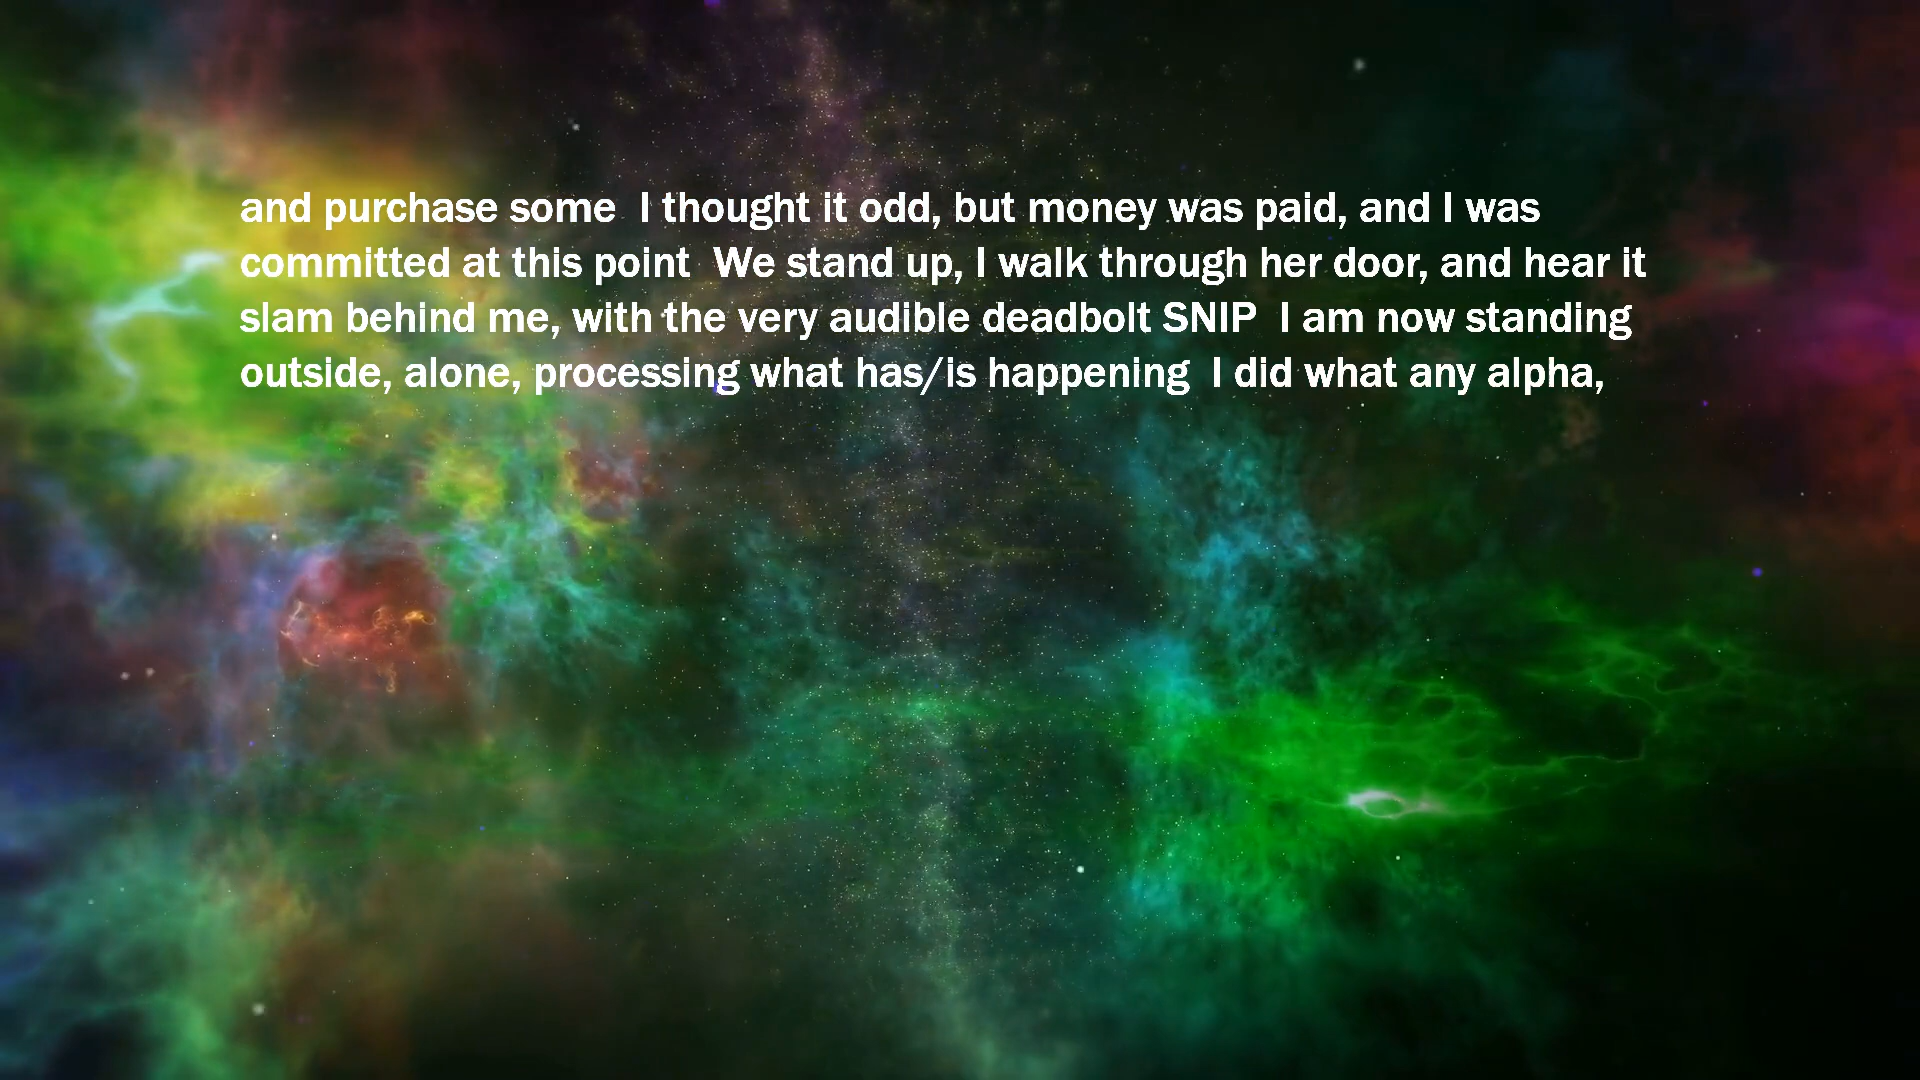 and purchase some  I thought it odd, but money was paid, and I was
committed at this point  We stand up, I walk through her door, and hear it
slam behind me, with the very audible deadbolt SNIP  I am now standing
outside, alone, processing what has/is happening  I did what any alpha,